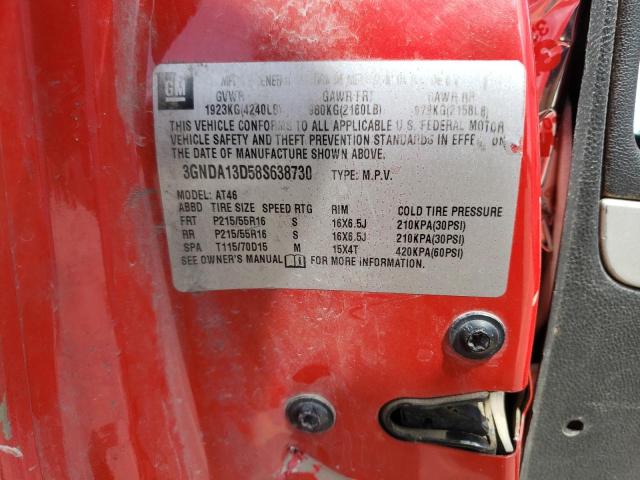 GM
GVWR GAWR FRT GAWR RR
1923KG(4240LB) 980KG(2160LB) 979KG(2158LB)
THIS VEHICLE CONFORMS TO ALL APPLICABLE U.S. FEDERAL MOTOR
VEHICLE SAFETY AND THEFT PREVENTION STANDARDS IN EFFECT ON
THE DATE OF MANUFACTURE SHOWN ABOVE.
3GNDA13D58S638730 TYPE: M.P.V.
MODEL: AT46
ABBD TIRE SIZE SPEED RTG RIM COLD TIRE PRESSURE
FRT P215/55R16 S 16X6.5J 210KPA(30PSI)
RR P215/55R16 S 16X6.5J 210KPA(30PSI)
SPA T115/70D15 M 15X4T 420KPA(60PSI)
SEE OWNER'S MANUAL FOR MORE INFORMATION.